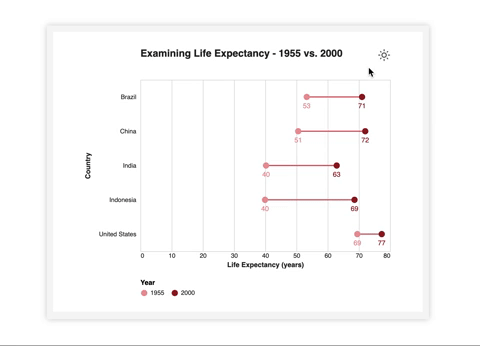 Examining Life Expectancy - 1955 vs. 2000
Country
Brazil
53 71
China
51 72
India
40 63
Indonesia
40 69
United States
69 77
0 10 20 30 40 50 60 70 80
Life Expectancy (years)
Year
1955 2000